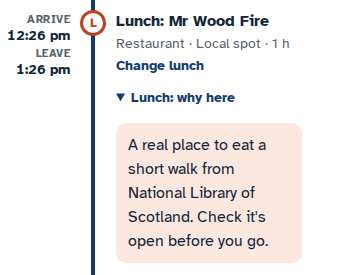 ARRIVE
12:26 pm
LEAVE
1:26 pm
L
Lunch: Mr Wood Fire
Restaurant · Local spot · 1 h
Change lunch
▼ Lunch: why here
A real place to eat a
short walk from
National Library of
Scotland. Check it's
open before you go.